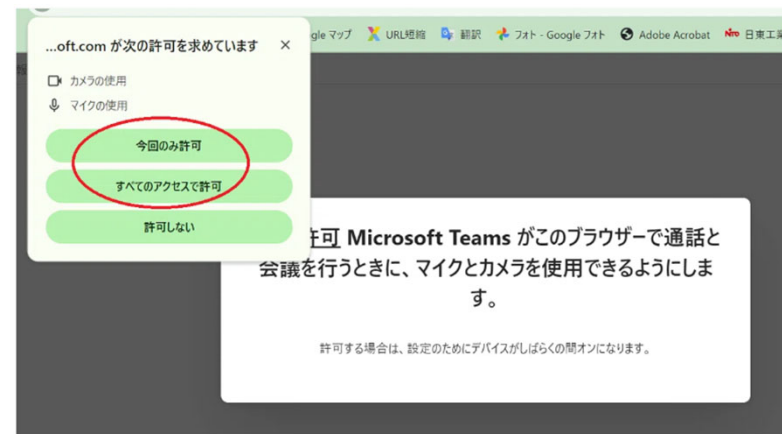 ...oft.com が次の許可を求めています ×
カメラの使用
マイクの使用
今回のみ許可
すべてのアクセスで許可
許可しない
gle マップ URL短縮 翻訳 フォト - Google フォト Adobe Acrobat Nito 日東工業
許可 Microsoft Teams がこのブラウザーで通話と
会議を行うときに、マイクとカメラを使用できるようにしま
す。
許可する場合は、設定のためにデバイスがしばらくの間オンになります。